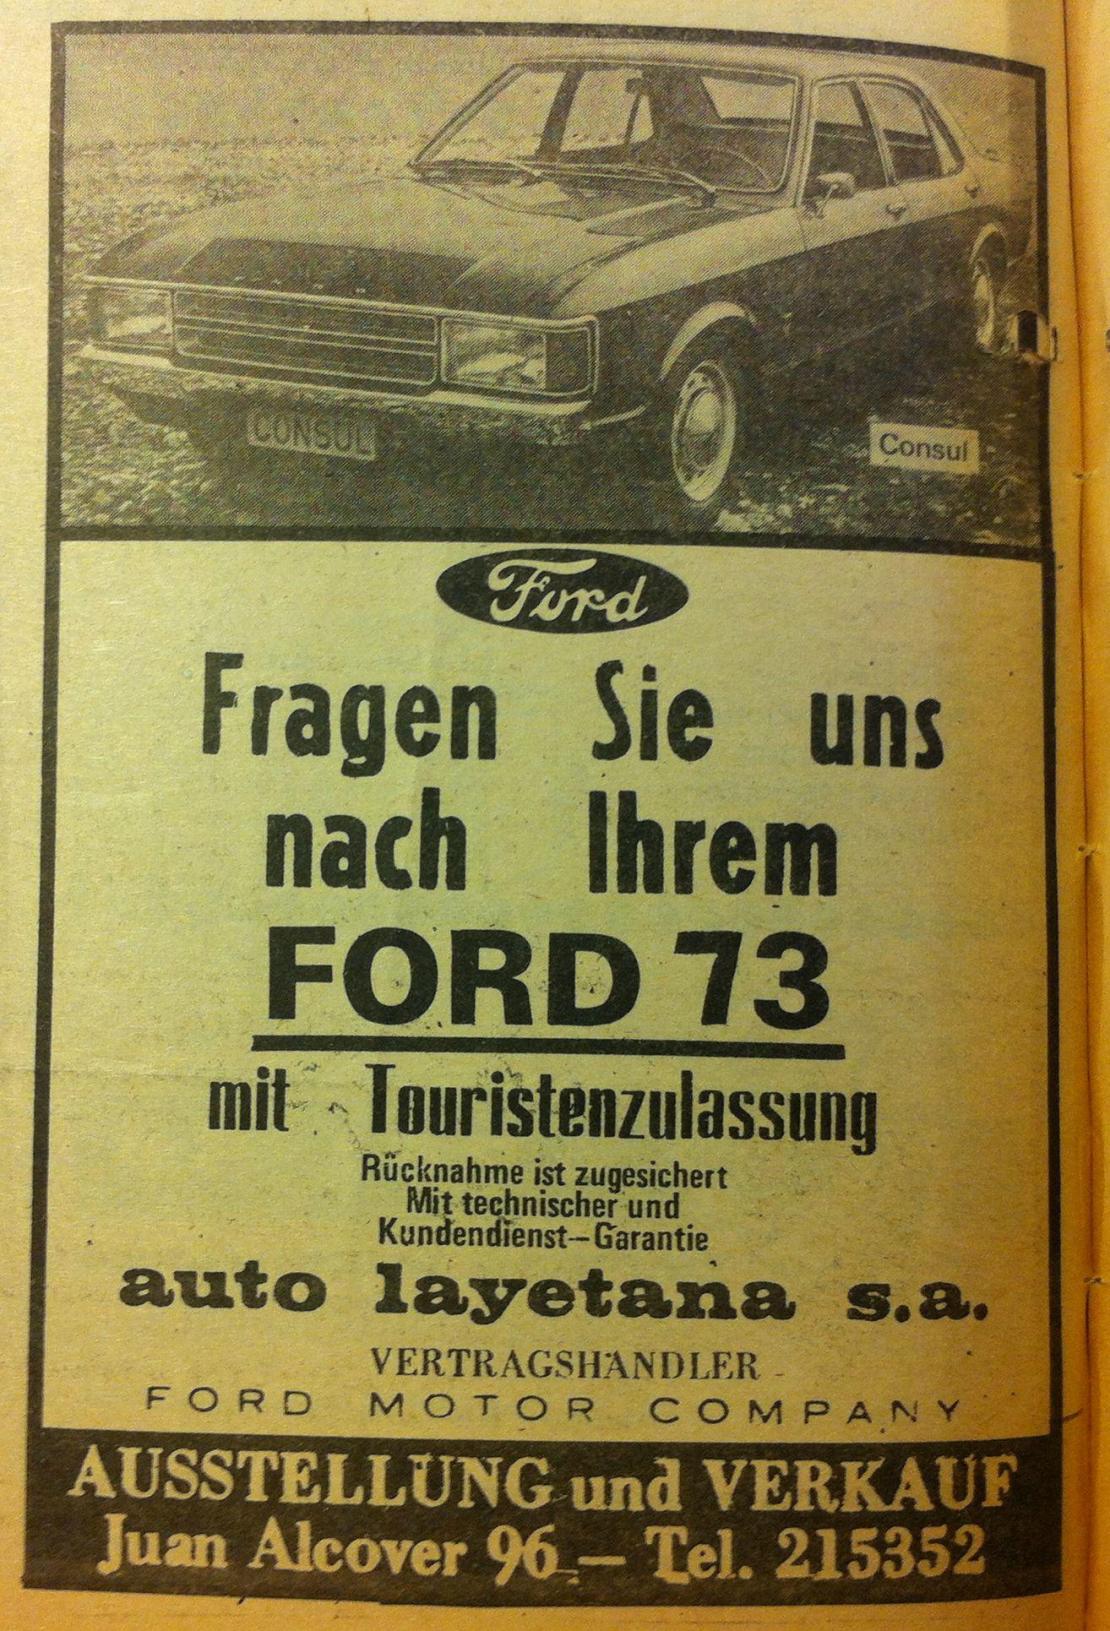 CONSUL
Consul
Ford
Fragen Sie uns
nach Ihrem
FORD 73
mit Touristenzulassung
Rücknahme ist zugesichert
Mit technischer und
Kundendienst-Garantie
auto layetana s.a.
VERTRAGSHÄNDLER
FORD MOTOR COMPANY
AUSSTELLUNG und VERKAUF
Juan Alcover 96 - Tel. 215352